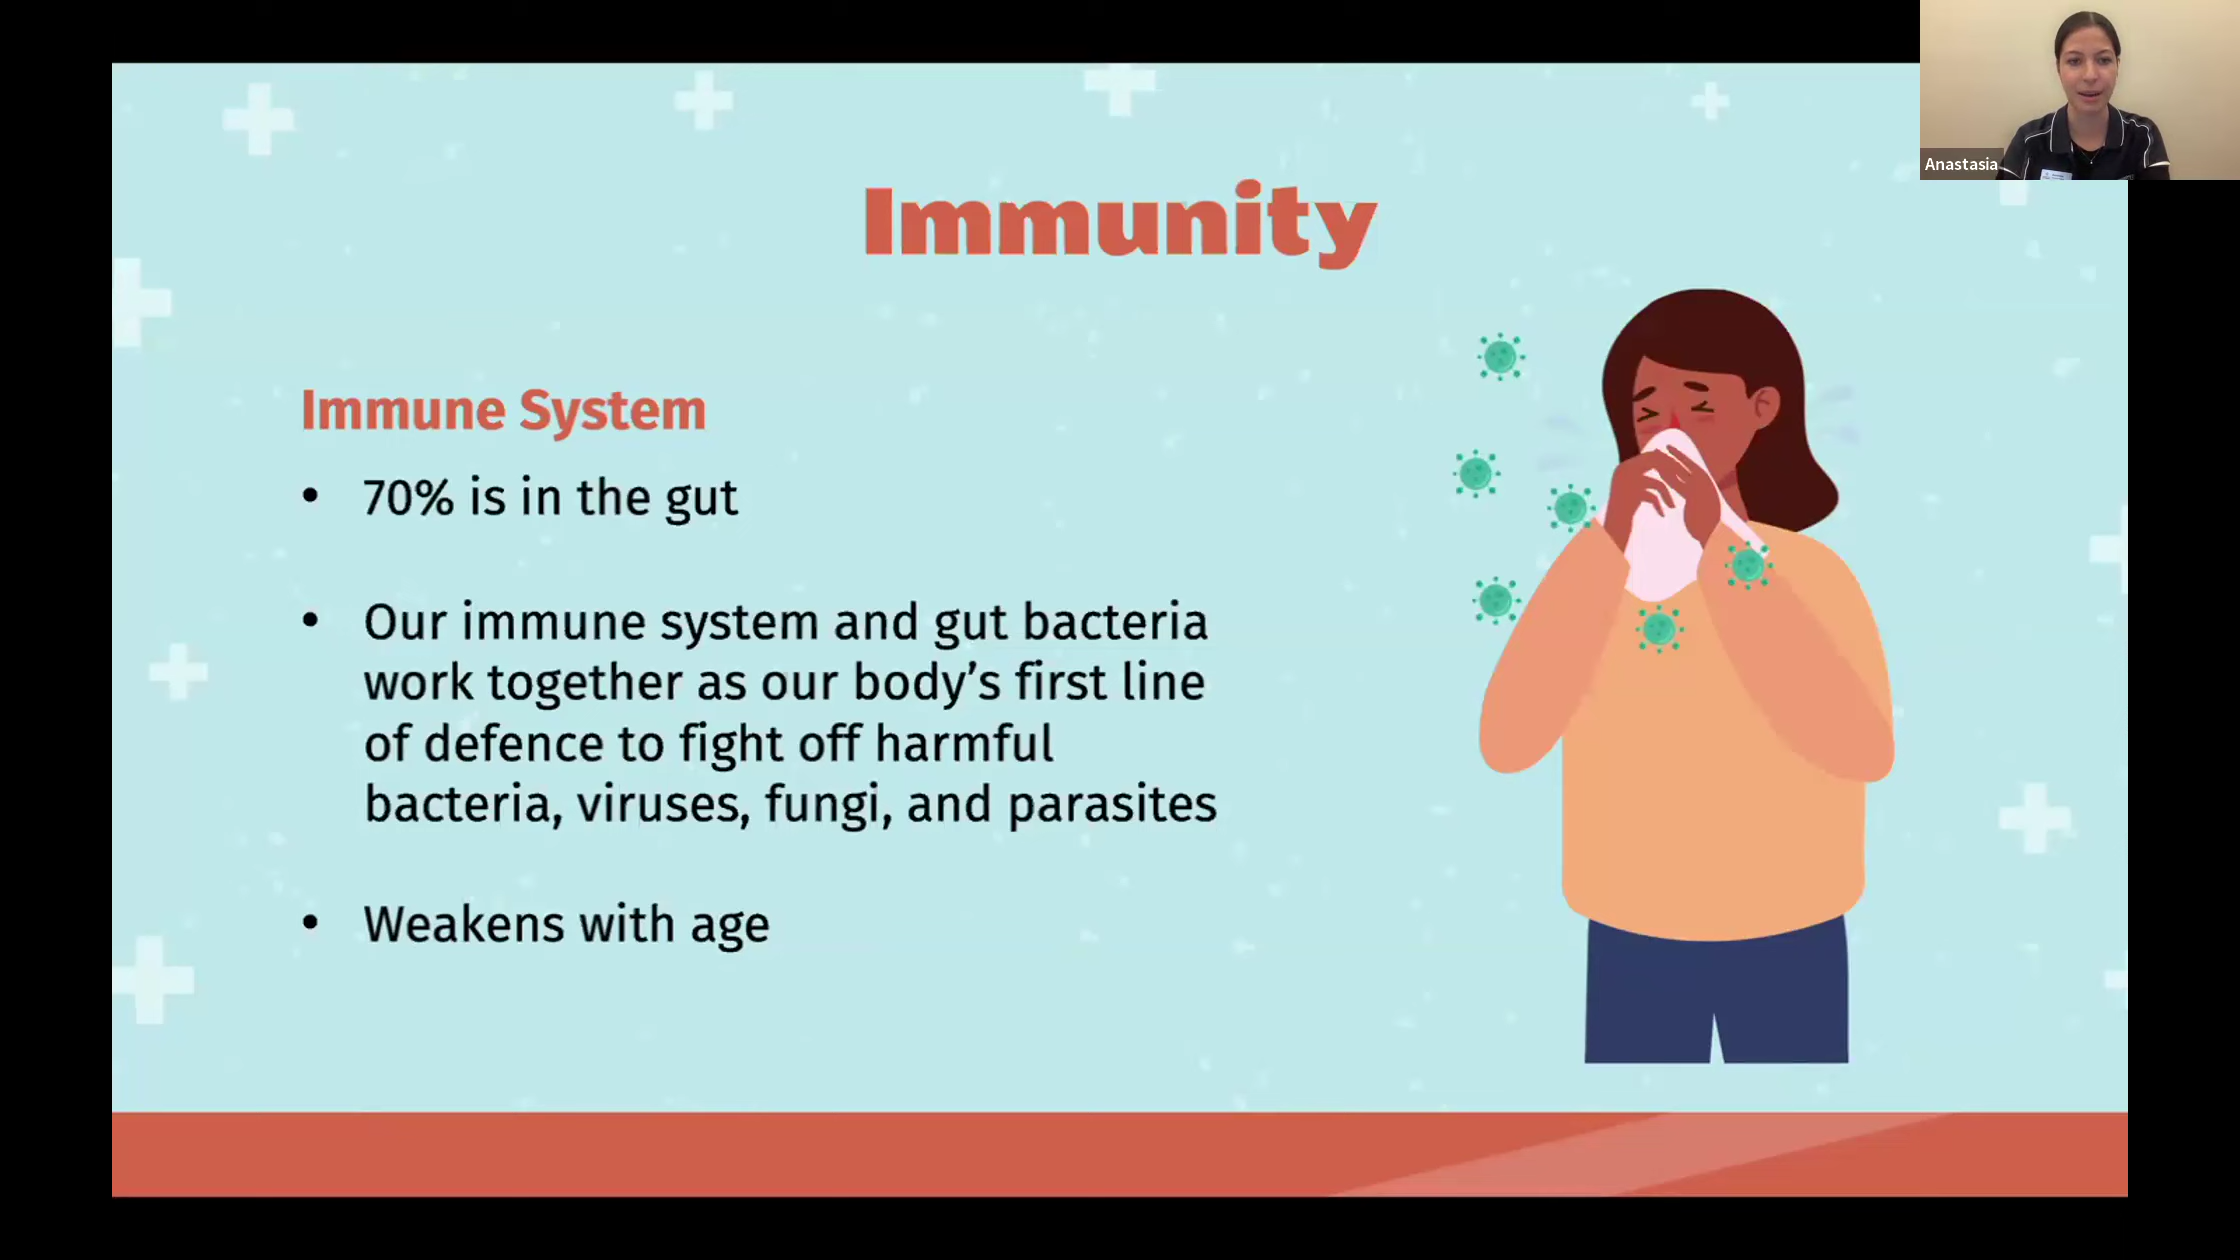 Immunity
Anastasia
Immune System
• 70% is in the gut
• Our immune system and gut bacteria
work together as our body’s first line
of defence to fight off harmful
bacteria, viruses, fungi, and parasites
• Weakens with age